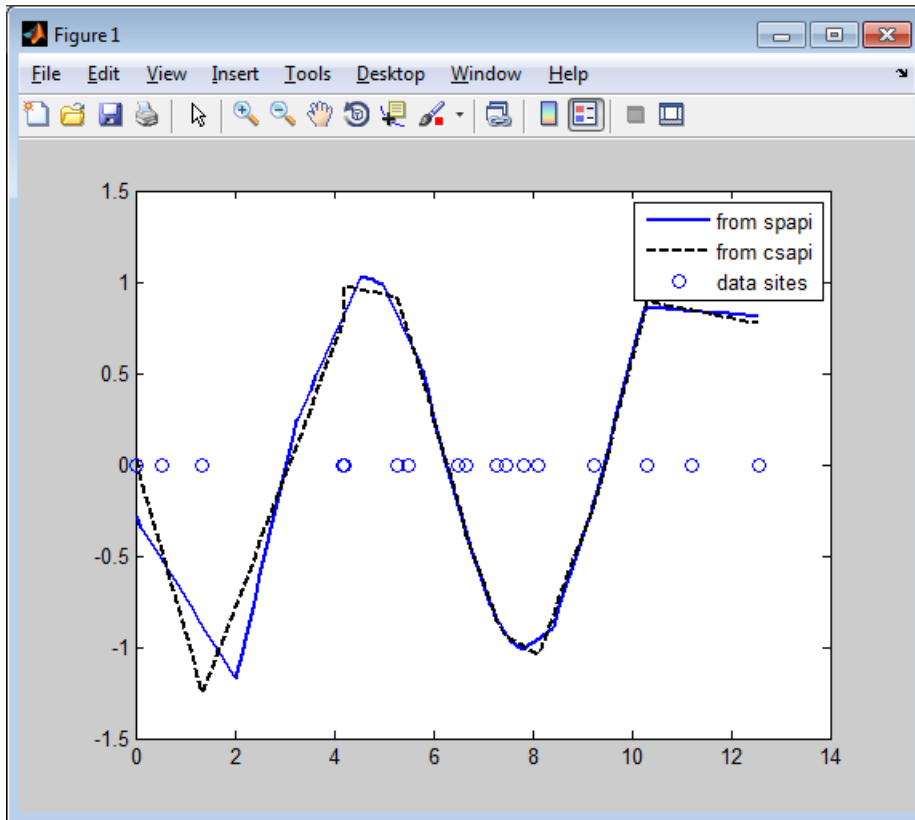 Figure 1
File Edit View Insert Tools Desktop Window Help
1.5
1
0.5
0
-0.5
-1
-1.5
0 2 4 6 8 10 12 14
from spapi
from csapi
data sites